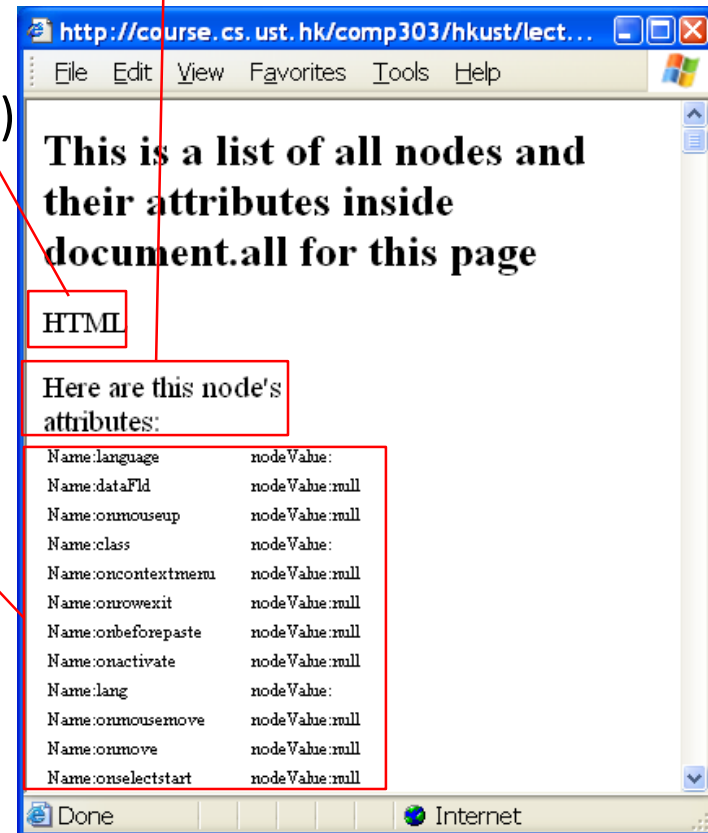 http://course.cs.ust.hk/comp303/hkust/lect...
File Edit View Favorites Tools Help
)
This is a list of all nodes and
their attributes inside
document.all for this page
HTML
Here are this node's
attributes:
Name:language nodeValue:
Name:dataFld nodeValue:null
Name:onmouseup nodeValue:null
Name:class nodeValue:
Name:oncontextmenu nodeValue:null
Name:onrowexit nodeValue:null
Name:onbeforepaste nodeValue:null
Name:onactivate nodeValue:null
Name:lang nodeValue:
Name:onmousemove nodeValue:null
Name:onmove nodeValue:null
Name:onselectstart nodeValue:null
Done Internet